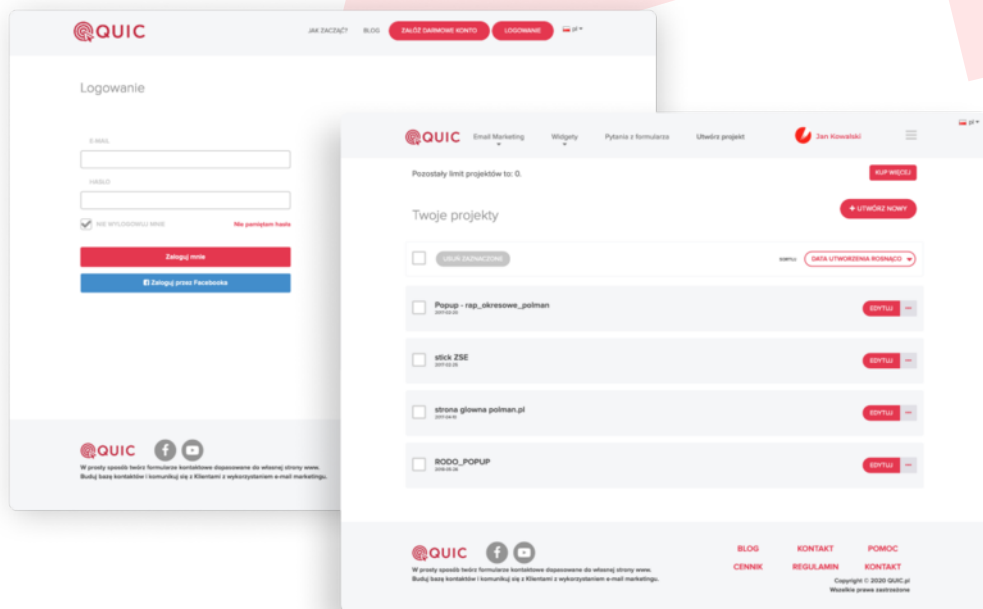 QUIC
JAK ZACZĄĆ? BLOG ZAŁÓŻ DARMOWE KONTO LOGOWANIE pl
Logowanie
E-MAIL
HASŁO
NIE WYLOGOWUJ MNIE Nie pamiętam hasła
Zaloguj mnie
Zaloguj przez Facebooka
QUIC
W prosty sposób twórz formularze kontaktowe dopasowane do własnej strony www.
Buduj bazę kontaktów i komunikuj się z Klientami z wykorzystaniem e-mail marketingu.
pl
QUIC Email Marketing Widgety Pytania z formularza Utwórz projekt Jan Kowalski
Pozostały limit projektów to: 0. KUP WIĘCEJ
Twoje projekty + UTWÓRZ NOWY
USUŃ ZAZNACZONE SORTUJ DATA UTWORZENIA ROSNĄCO
Popup - rap_okresowe_polman EDYTUJ
stick ZSE EDYTUJ
strona glowna polman.pl EDYTUJ
RODO_POPUP EDYTUJ
QUIC
W prosty sposób twórz formularze kontaktowe dopasowane do własnej strony www.
Buduj bazę kontaktów i komunikuj się z Klientami z wykorzystaniem e-mail marketingu.
BLOG KONTAKT POMOC
CENNIK REGULAMIN KONTAKT
Copyright © 2020 QUIC.pl
Wszelkie prawa zastrzeżone